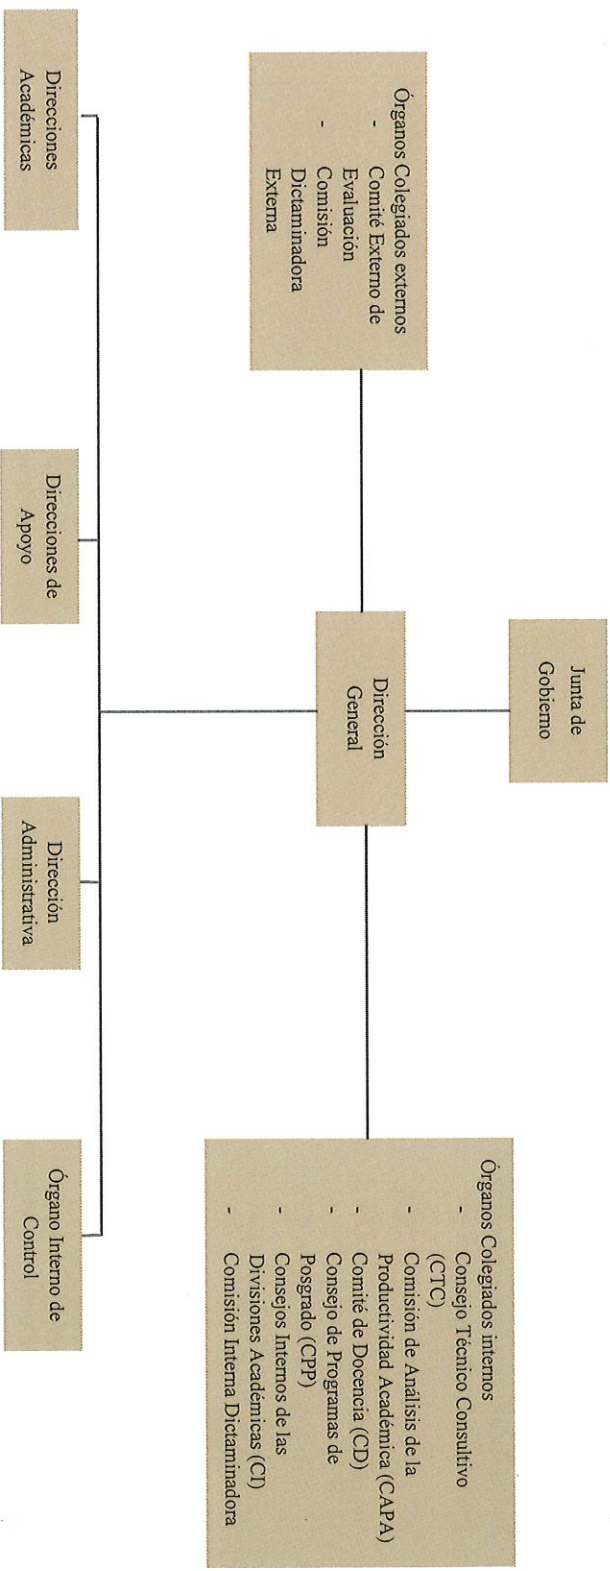 Junta de
Gobierno
Órganos Colegiados externos
- Comité Externo de
Evaluación
- Comisión
Dictaminadora
Externa
Dirección
General
Órganos Colegiados internos
- Consejo Técnico Consultivo
(CTC)
- Comisión de Análisis de la
Productividad Académica (CAPA)
- Comité de Docencia (CD)
- Consejo de Programas de
Posgrado (CPP)
- Consejos Internos de las
Divisiones Académicas (CI)
- Comisión Interna Dictaminadora
Direcciones
Académicas
Direcciones de
Apoyo
Dirección
Administrativa
Órgano Interno de
Control